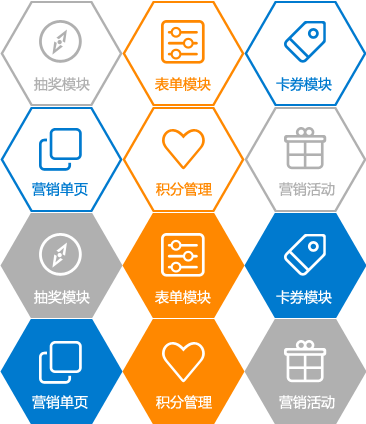 抽奖模块
表单模块
卡券模块
营销单页
积分管理
营销活动
抽奖模块
表单模块
卡券模块
营销单页
积分管理
营销活动